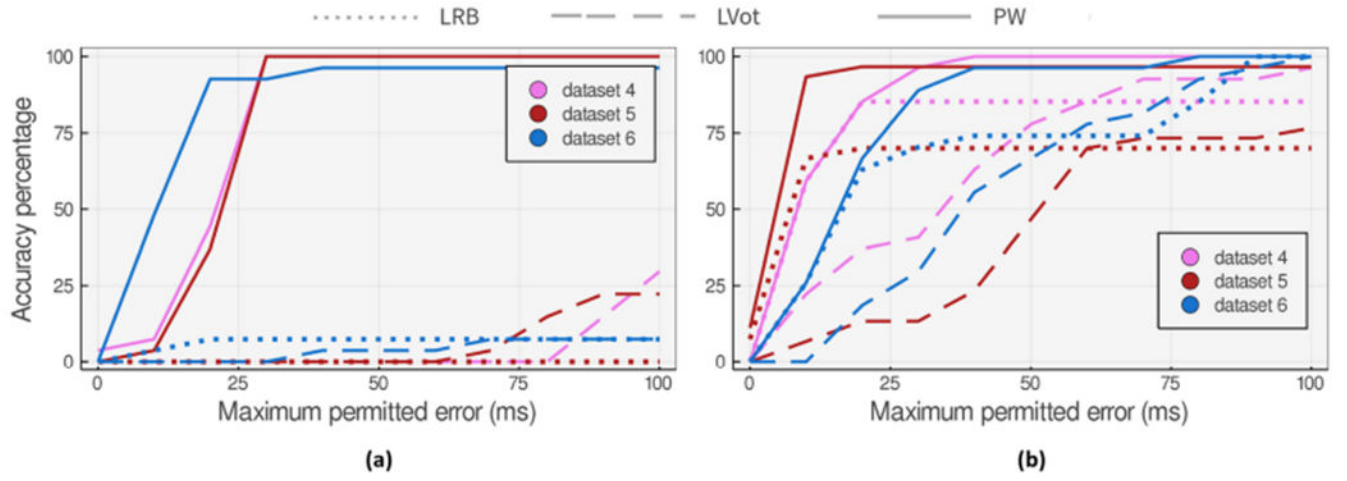 LRB LVot PW
Accuracy percentage
100
75
50
25
0
dataset 4
dataset 5
dataset 6
0 25 50 75 100
Maximum permitted error (ms)
(a)
100
75
50
25
0
dataset 4
dataset 5
dataset 6
0 25 50 75 100
Maximum permitted error (ms)
(b)